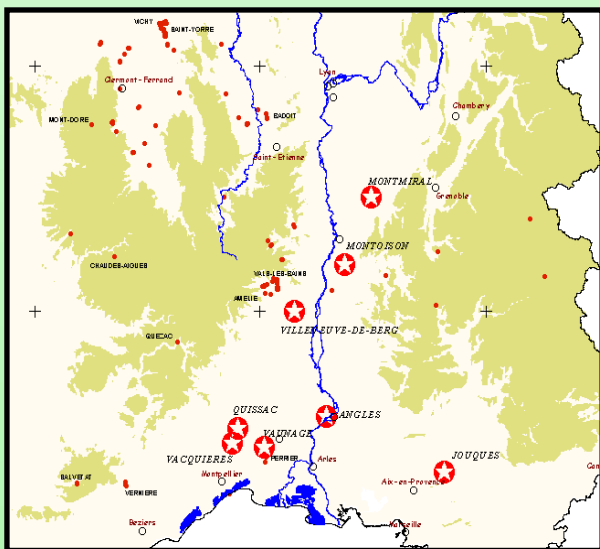 VICHY
SAINT-YORRE
Clermont-Ferrand
Lyon
Chambery
MONT-DORE
BADOIT
Saint-Etienne
MONTMIRAL
Grenoble
MONTOISON
CHAUDES-AIGUES
VALS-LES-BAINS
AMELIE
VILLENEUVE-DE-BERG
QUEZAC
QUISSAC
ANGLES
VAUNAGE
VACQUIERES
PERRIER
Arles
JOUQUES
Montpellier
Aix-en-Provence
SALVETAT
VERNIERE
Beziers
Marseille